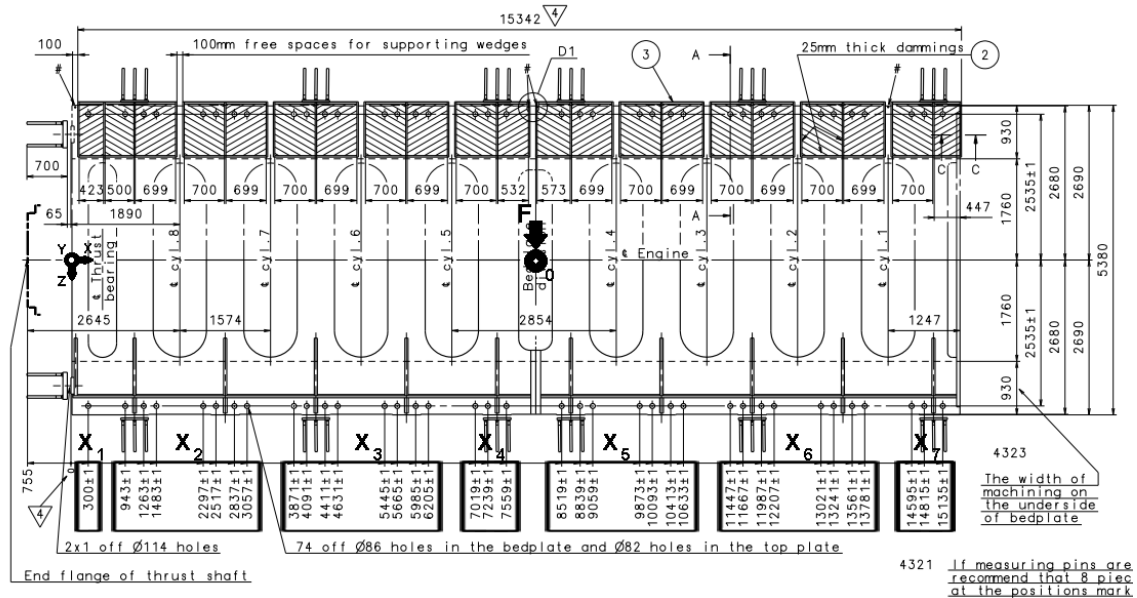 15342 4
100
100mm free spaces for supporting wedges
D1
3
A
25mm thick dammings
2
#
#
#
700
423 500 699 700 699 700 699 700 699 700 532 573 699 700 699 700 699 700 699 700
930
C C
447
65
1890
A
1760
2535±1
2680
2690
5380
F
Y X
Z
0
℄ Thrust
bearing
℄ cyl.8
℄ cyl.7
℄ cyl.6
℄ cyl.5
℄ cyl.4
℄ Engine
℄ cyl.3
℄ cyl.2
℄ cyl.1
2645
1574
2854
1247
1760
2535±1
2680
2690
930
X1 X2 X3 X4 X5 X6 X7
755
0
300±1
943±1
1263±1
1483±1
2297±1
2517±1
2837±1
3057±1
3871±1
4091±1
4411±1
4631±1
5445±1
5665±1
5985±1
6205±1
7019±1
7239±1
7559±1
8519±1
8839±1
9059±1
9873±1
10093±1
10413±1
10633±1
11447±1
11667±1
11987±1
12207±1
13021±1
13241±1
13561±1
13781±1
14595±1
14815±1
15135±1
4323
The width of
machining on
the underside
of bedplate
4
2x1 off Ø114 holes
74 off Ø86 holes in the bedplate and Ø82 holes in the top plate
End flange of thrust shaft
4321 If measuring pins are
recommend that 8 piec
at the positions mark